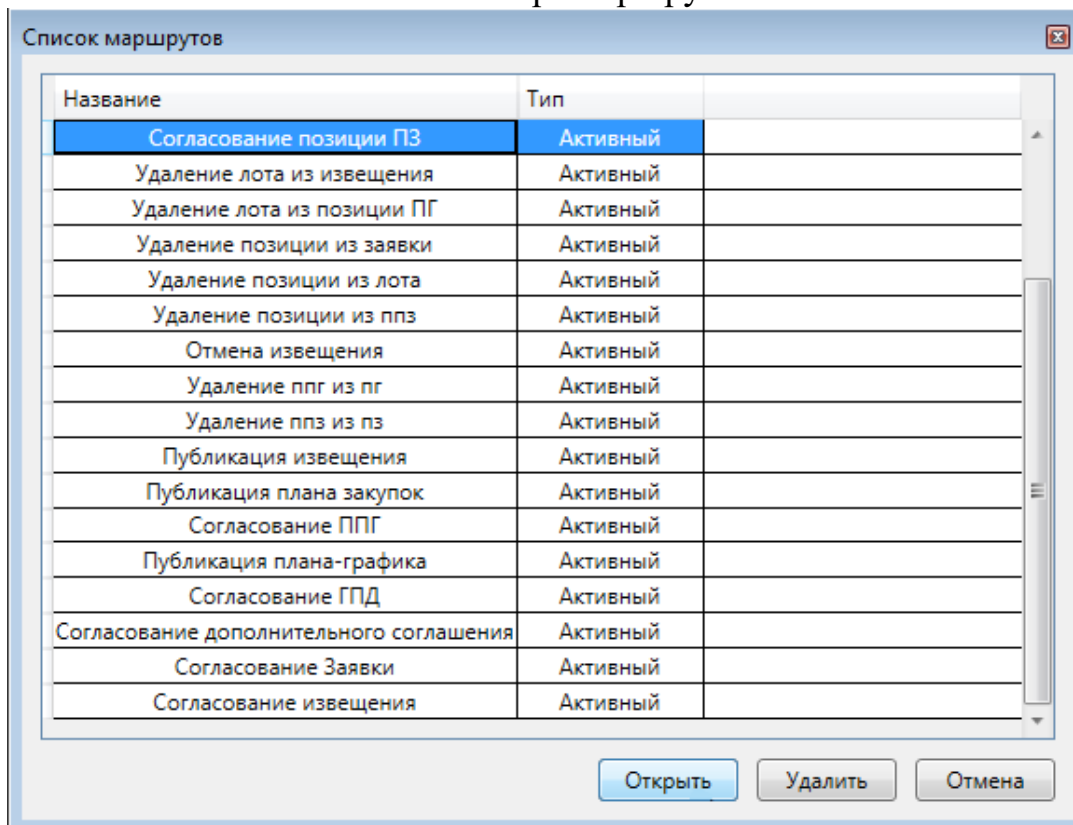 Список маршрутов
Название Тип
Согласование позиции ПЗ Активный
Удаление лота из извещения Активный
Удаление лота из позиции ПГ Активный
Удаление позиции из заявки Активный
Удаление позиции из лота Активный
Удаление позиции из ппз Активный
Отмена извещения Активный
Удаление ппг из пг Активный
Удаление ппз из пз Активный
Публикация извещения Активный
Публикация плана закупок Активный
Согласование ППГ Активный
Публикация плана-графика Активный
Согласование ГПД Активный
Согласование дополнительного соглашения Активный
Согласование Заявки Активный
Согласование извещения Активный
Открыть Удалить Отмена